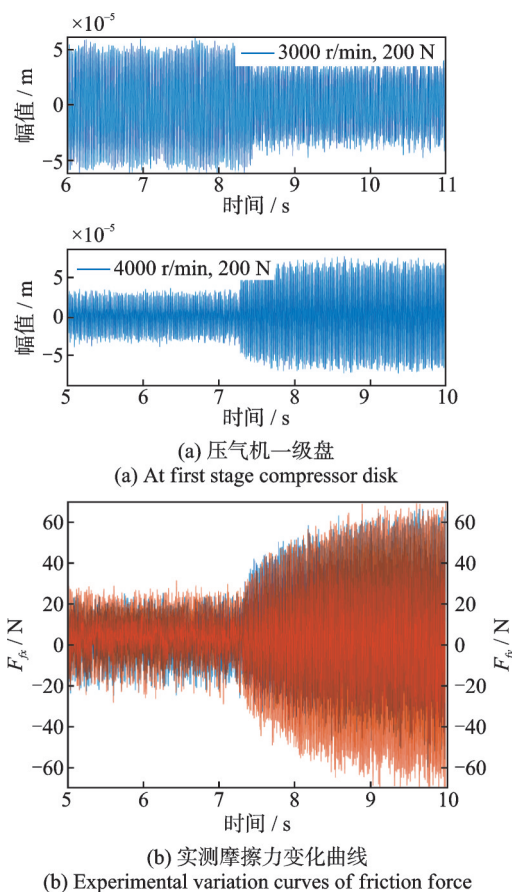 ×10⁻⁵
3000 r/min, 200 N
5
0
−5
幅值 / m
6 7 8 9 10 11
时间 / s
×10⁻⁵
4000 r/min, 200 N
5
0
−5
幅值 / m
5 6 7 8 9 10
时间 / s
(a) 压气机一级盘
(a) At first stage compressor disk
60 60
40 40
20 20
0 0
−20 −20
−40 −40
−60 −60
F_fx / N
F_fy / N
5 6 7 8 9 10
时间 / s
(b) 实测摩擦力变化曲线
(b) Experimental variation curves of friction force